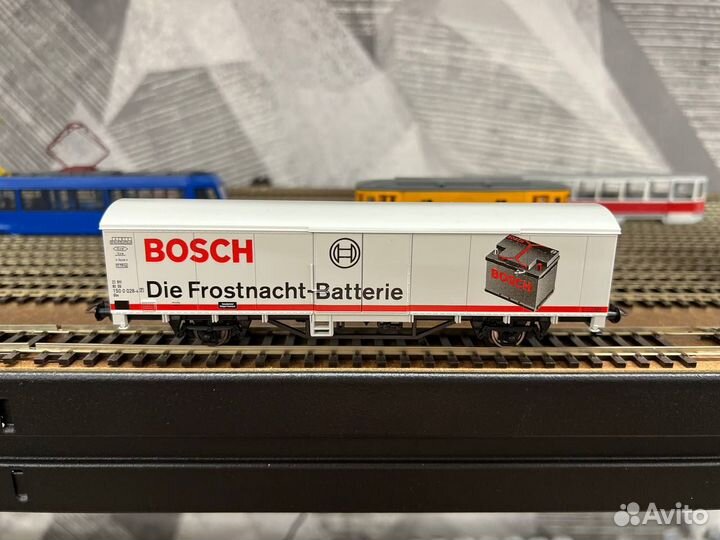 BOSCH
Die Frostnacht-Batterie
BOSCH
Avito